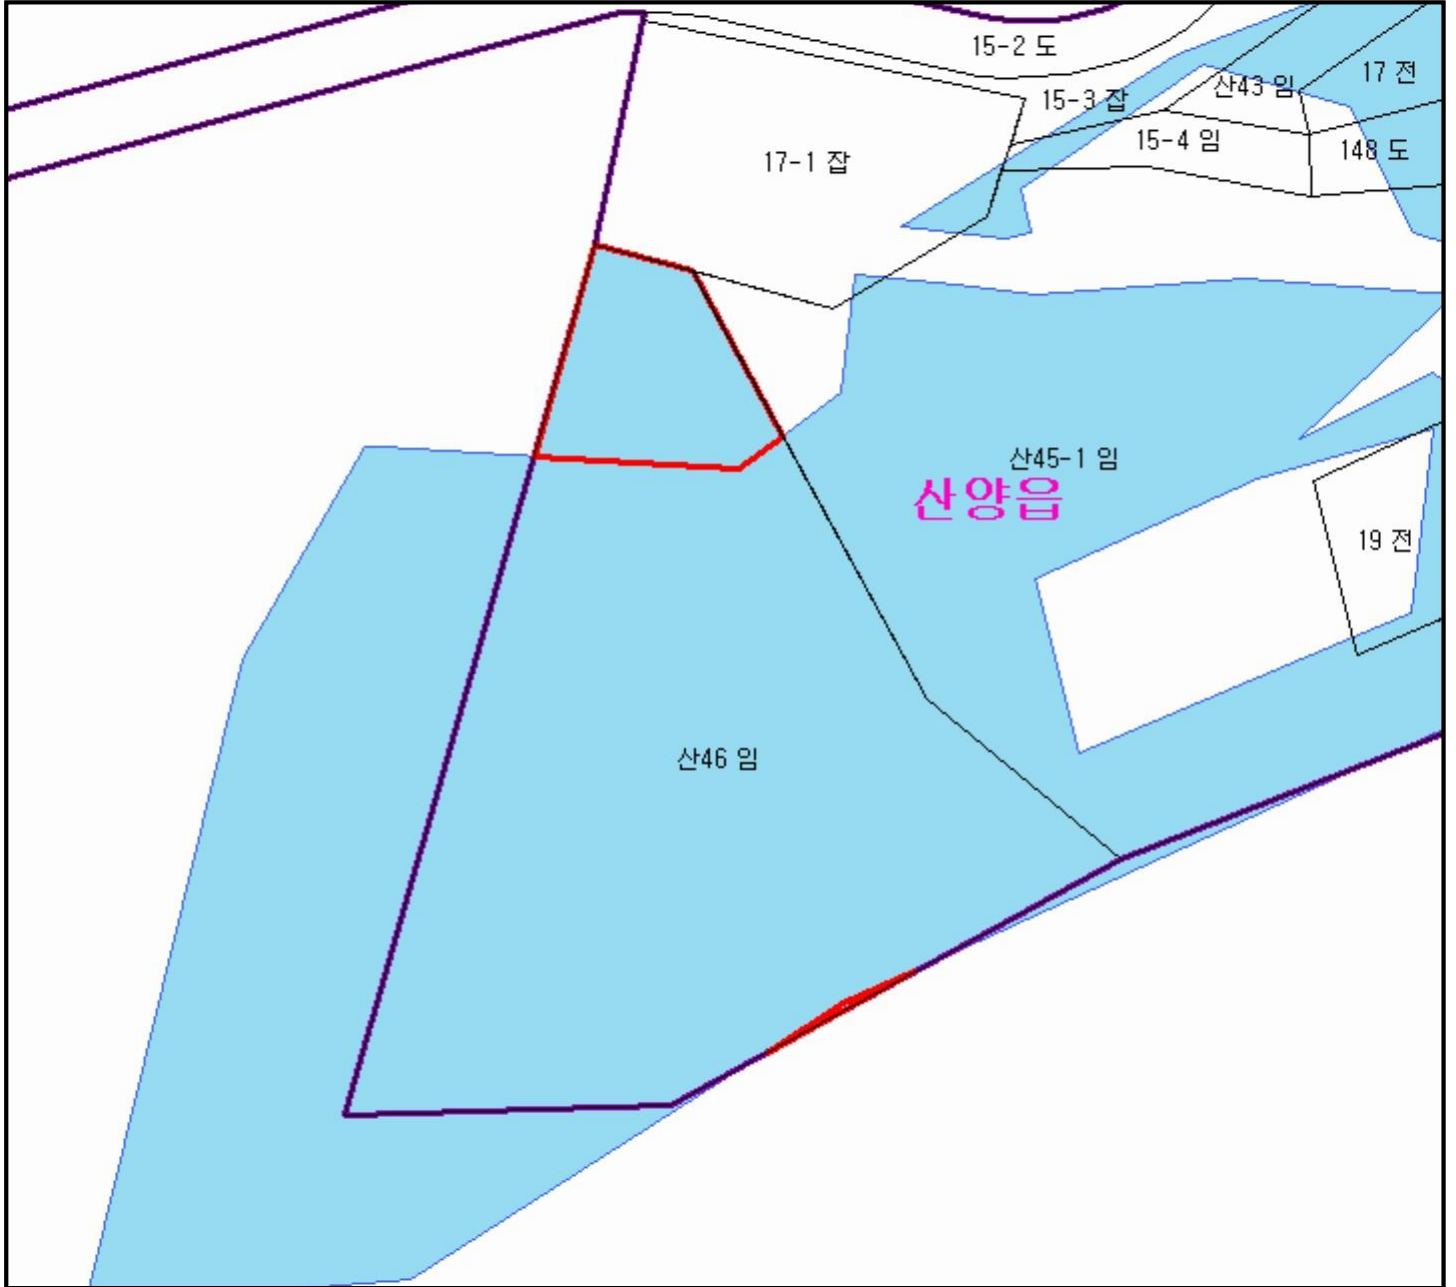 15-2 도
17 전
산43 임
15-3 잡
15-4 임
148 도
17-1 잡
산45-1 임
산양읍
19 전
산46 임